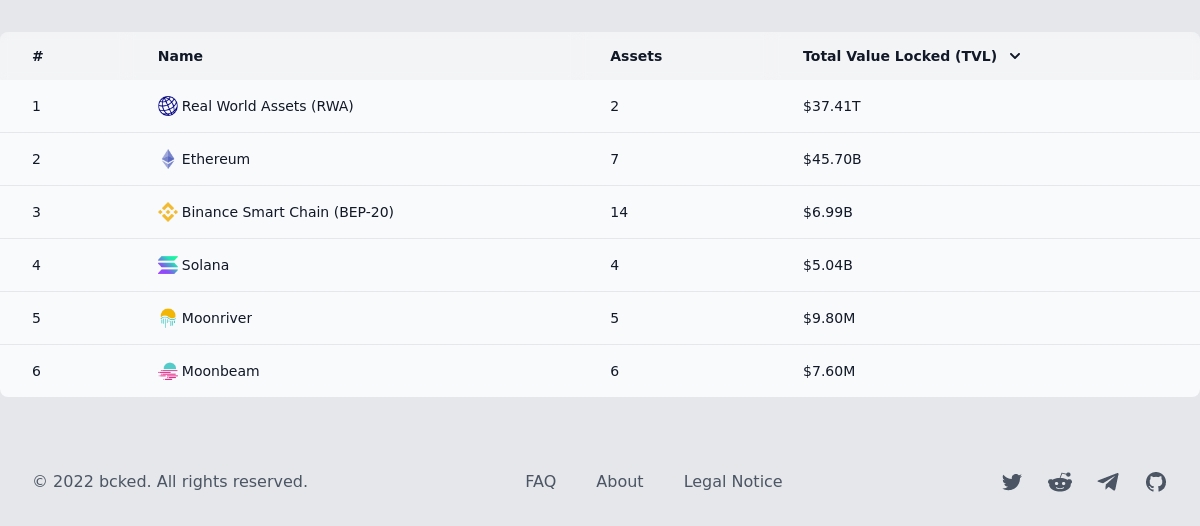 # Name Assets Total Value Locked (TVL)
1 Real World Assets (RWA) 2 $37.41T
2 Ethereum 7 $45.70B
3 Binance Smart Chain (BEP-20) 14 $6.99B
4 Solana 4 $5.04B
5 Moonriver 5 $9.80M
6 Moonbeam 6 $7.60M
© 2022 bcked. All rights reserved. FAQ About Legal Notice